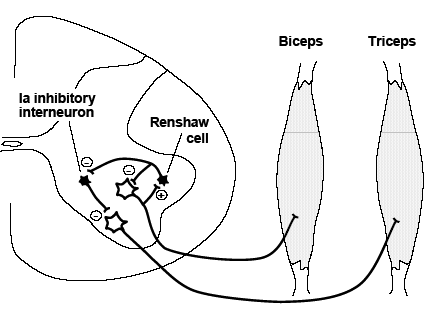 Biceps
Triceps
Ia inhibitory
interneuron
Renshaw
cell
-
-
-
+